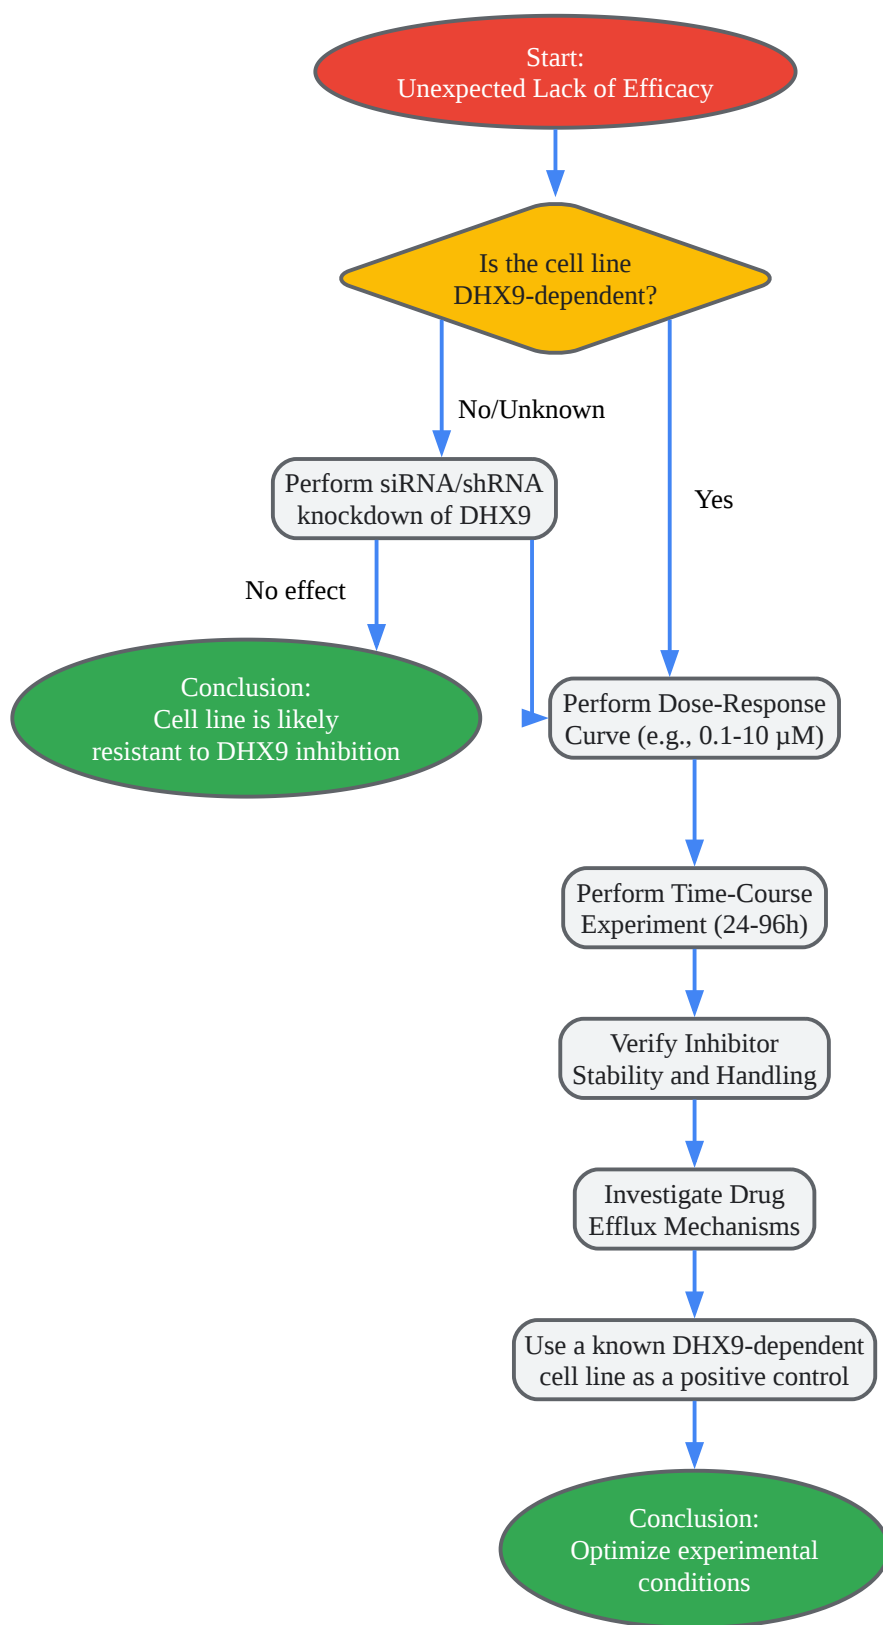 Start:
Unexpected Lack of Efficacy
Is the cell line
DHX9-dependent?
No/Unknown
Perform siRNA/shRNA
knockdown of DHX9
Yes
No effect
Conclusion:
Cell line is likely
resistant to DHX9 inhibition
Perform Dose-Response
Curve (e.g., 0.1-10 µM)
Perform Time-Course
Experiment (24-96h)
Verify Inhibitor
Stability and Handling
Investigate Drug
Efflux Mechanisms
Use a known DHX9-dependent
cell line as a positive control
Conclusion:
Optimize experimental
conditions